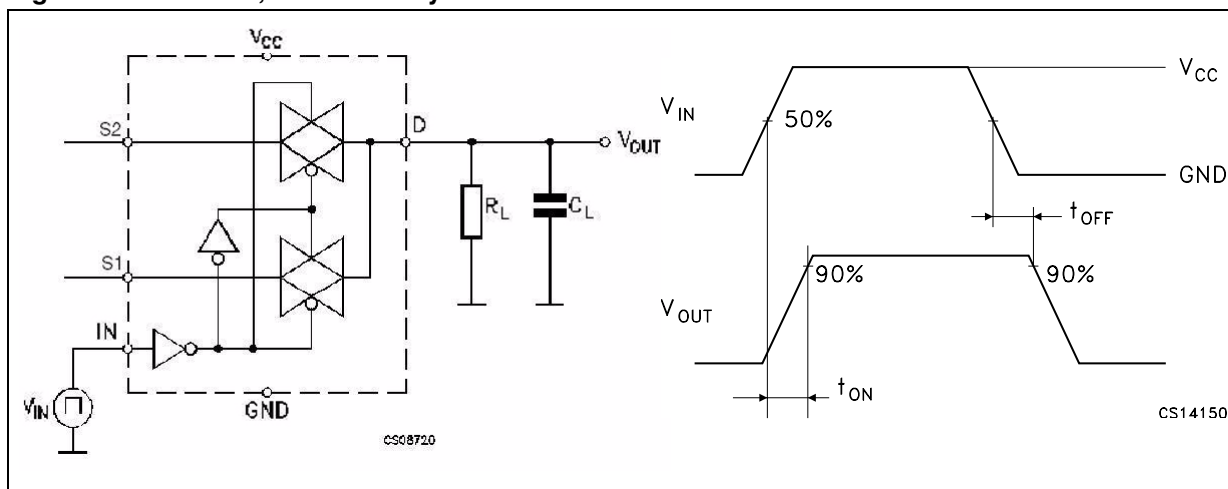 V_CC
S2
D
V_OUT
R_L
C_L
S1
IN
V_IN
GND
CS08720
V_CC
V_IN
50%
GND
t_OFF
90%
90%
V_OUT
t_ON
CS14150